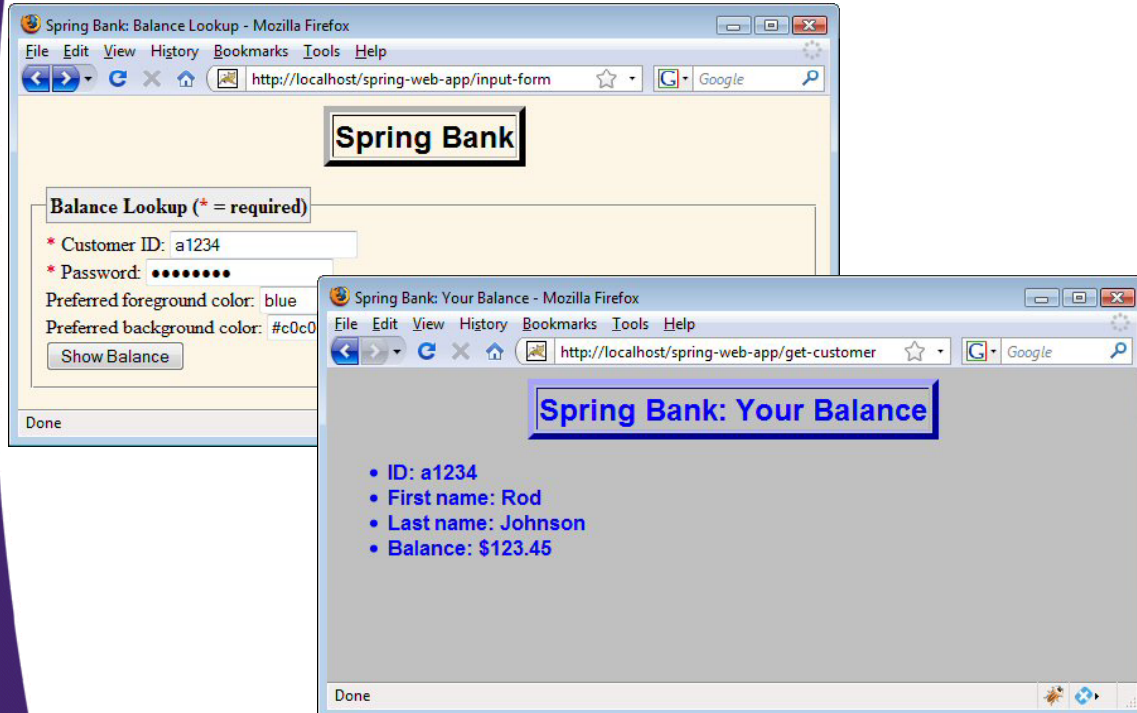 Spring Bank: Balance Lookup - Mozilla Firefox
File Edit View History Bookmarks Tools Help
http://localhost/spring-web-app/input-form
G Google
Spring Bank
Balance Lookup (* = required)
* Customer ID: a1234
* Password: ••••••••
Preferred foreground color: blue
Preferred background color: #c0c0
Show Balance
Done
Spring Bank: Your Balance - Mozilla Firefox
File Edit View History Bookmarks Tools Help
http://localhost/spring-web-app/get-customer
G Google
Spring Bank: Your Balance
• ID: a1234
• First name: Rod
• Last name: Johnson
• Balance: $123.45
Done